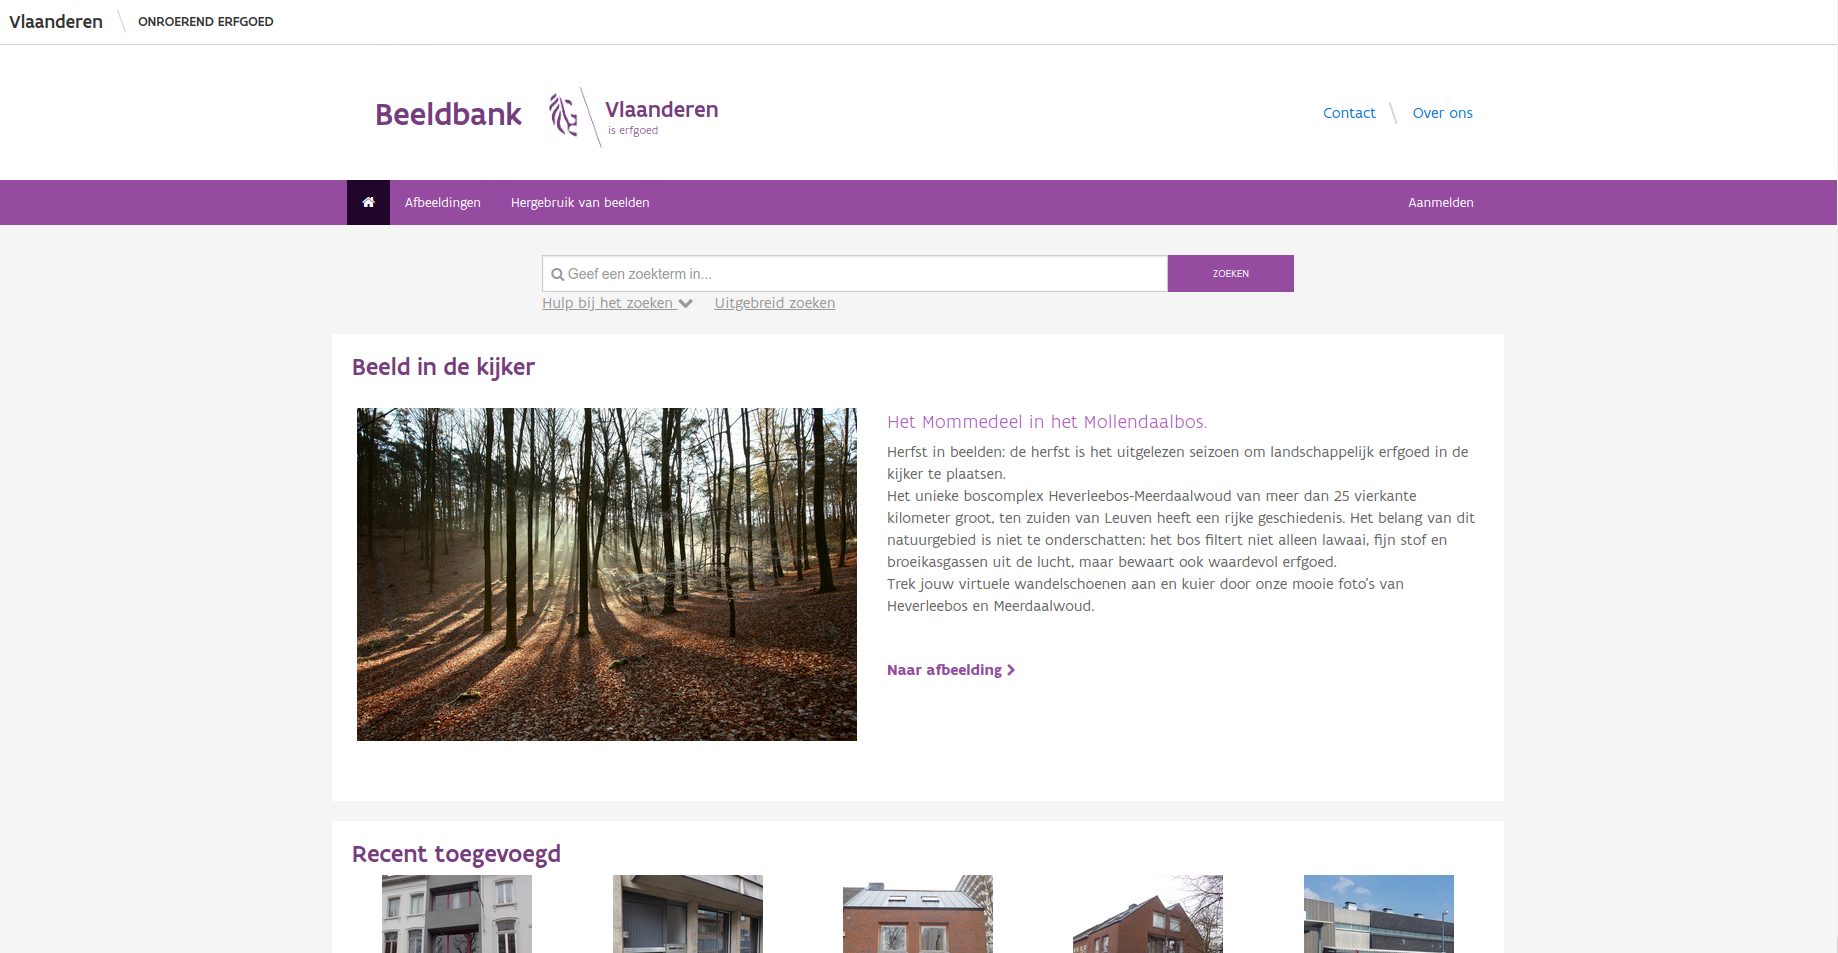 Vlaanderen ONROEREND ERFGOED
Beeldbank
Vlaanderen
is erfgoed
Contact Over ons
Afbeeldingen Hergebruik van beelden Aanmelden
Geef een zoekterm in... ZOEKEN
Hulp bij het zoeken Uitgebreid zoeken
Beeld in de kijker
Het Mommedeel in het Mollendaalbos.
Herfst in beelden: de herfst is het uitgelezen seizoen om landschappelijk erfgoed in de
kijker te plaatsen.
Het unieke boscomplex Heverleebos-Meerdaalwoud van meer dan 25 vierkante
kilometer groot, ten zuiden van Leuven heeft een rijke geschiedenis. Het belang van dit
natuurgebied is niet te onderschatten: het bos filtert niet alleen lawaai, fijn stof en
broeikasgassen uit de lucht, maar bewaart ook waardevol erfgoed.
Trek jouw virtuele wandelschoenen aan en kuier door onze mooie foto's van
Heverleebos en Meerdaalwoud.
Naar afbeelding
Recent toegevoegd